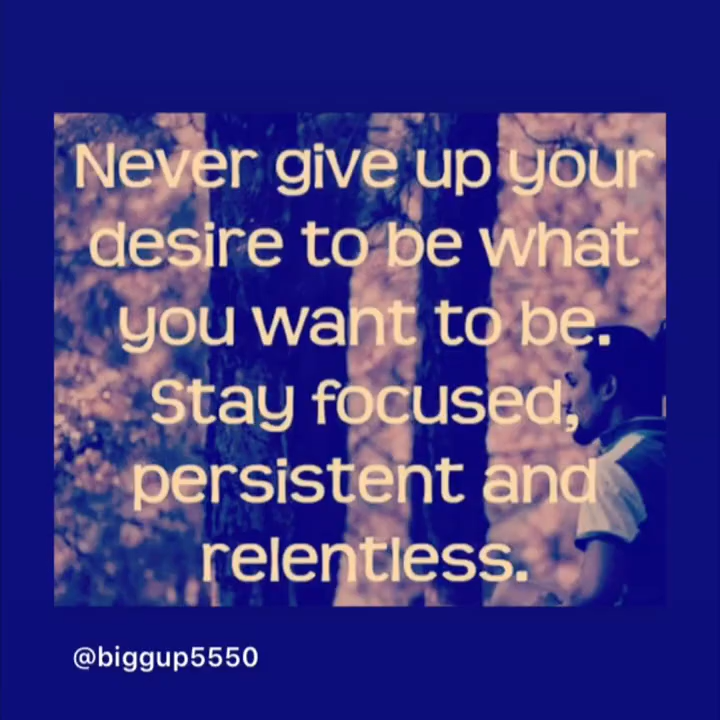 Never give up your
desire to be what
you want to be.
Stay focused,
persistent and
relentless.
@biggup5550